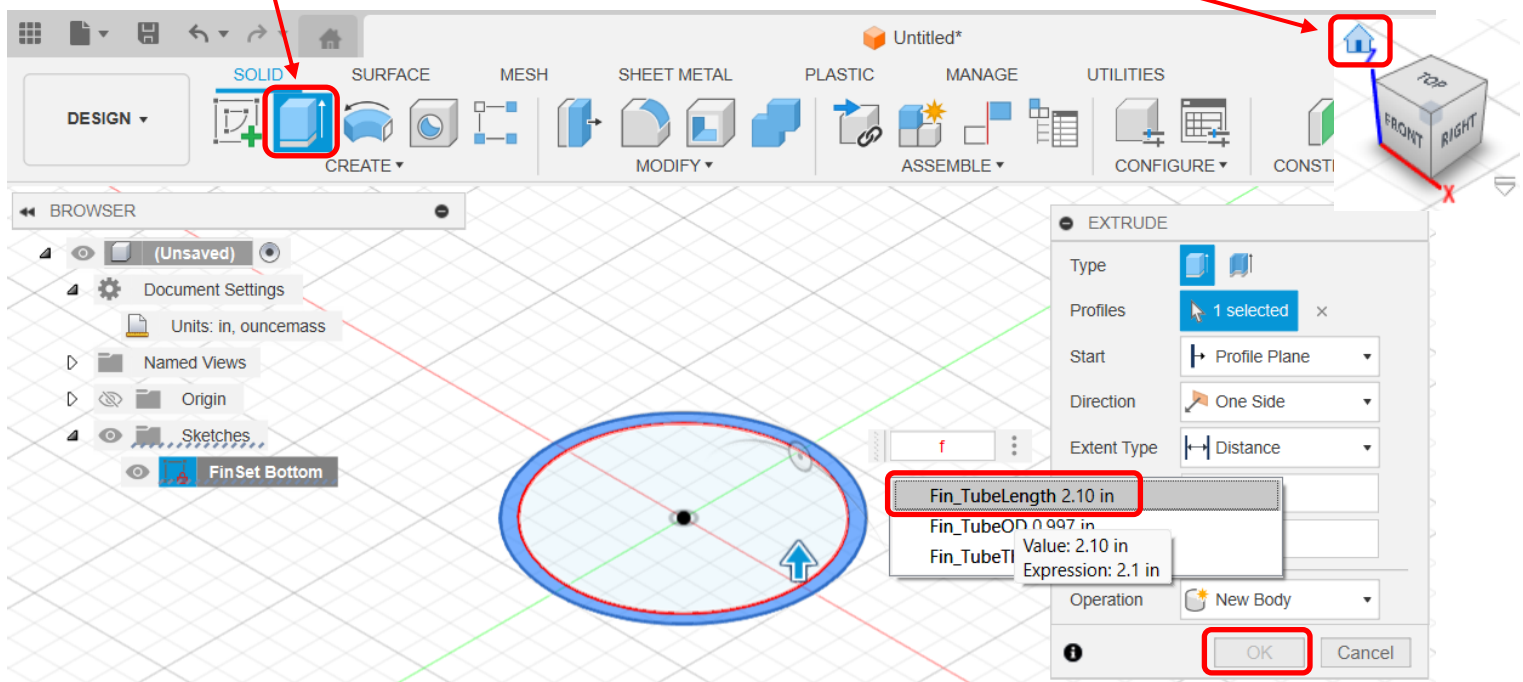 Untitled*
SOLID SURFACE MESH SHEET METAL PLASTIC MANAGE UTILITIES
DESIGN
CREATE MODIFY ASSEMBLE CONFIGURE CONSTI
Z
TOP
FRONT RIGHT
X
BROWSER
(Unsaved)
Document Settings
Units: in, ouncemass
Named Views
Origin
Sketches
FinSet Bottom
f
Fin_TubeLength 2.10 in
Fin_TubeOD 0.997 in
Value: 2.10 in
Expression: 2.1 in
EXTRUDE
Type
Profiles 1 selected
Start Profile Plane
Direction One Side
Extent Type Distance
Operation New Body
OK Cancel